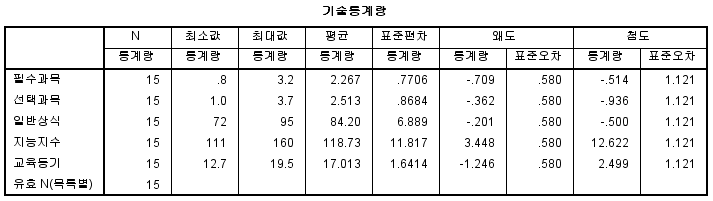 기술통계량
N 최소값 최대값 평균 표준편차 왜도 첨도
통계량 통계량 통계량 통계량 통계량 통계량 표준오차 통계량 표준오차
필수과목 15 .8 3.2 2.267 .7706 -.709 .580 -.514 1.121
선택과목 15 1.0 3.7 2.513 .8684 -.362 .580 -.936 1.121
일반상식 15 72 95 84.20 6.889 -.201 .580 -.500 1.121
지능지수 15 111 160 118.73 11.817 3.448 .580 12.622 1.121
교육동기 15 12.7 19.5 17.013 1.6414 -1.246 .580 2.499 1.121
유효 N(목록별) 15